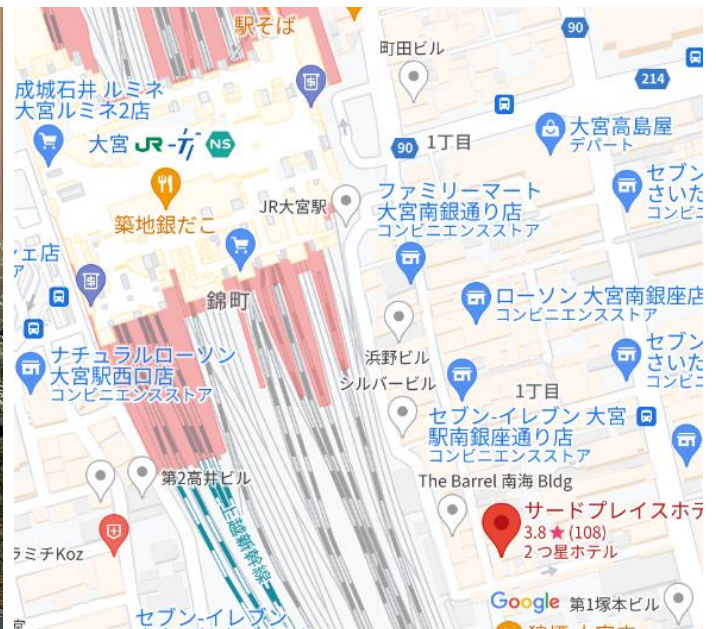 駅そば
90
町田ビル
214
成城石井 ルミネ
大宮ルミネ2店
大宮 JR NS
90
1丁目
大宮高島屋
デパート
セブン
さいた
コンビニ
築地銀だこ
JR大宮駅
ファミリーマート
大宮南銀通り店
コンビニエンスストア
ェ店
ア
錦町
ローソン 大宮南銀座店
コンビニエンスストア
ナチュラルローソン
大宮駅西口店
コンビニエンスストア
浜野ビル
シルバービル
セブン
さいた
コンビニ
1丁目
セブン-イレブン 大宮
駅南銀座通り店
コンビニエンスストア
第2高井ビル
The Barrel 南海 Bldg
上越新幹線
サードプレイスホテ
3.8 ★ (108)
2 つ星ホテル
ラミチKoz
Google
第1塚本ビル
宮
セブン-イレブン